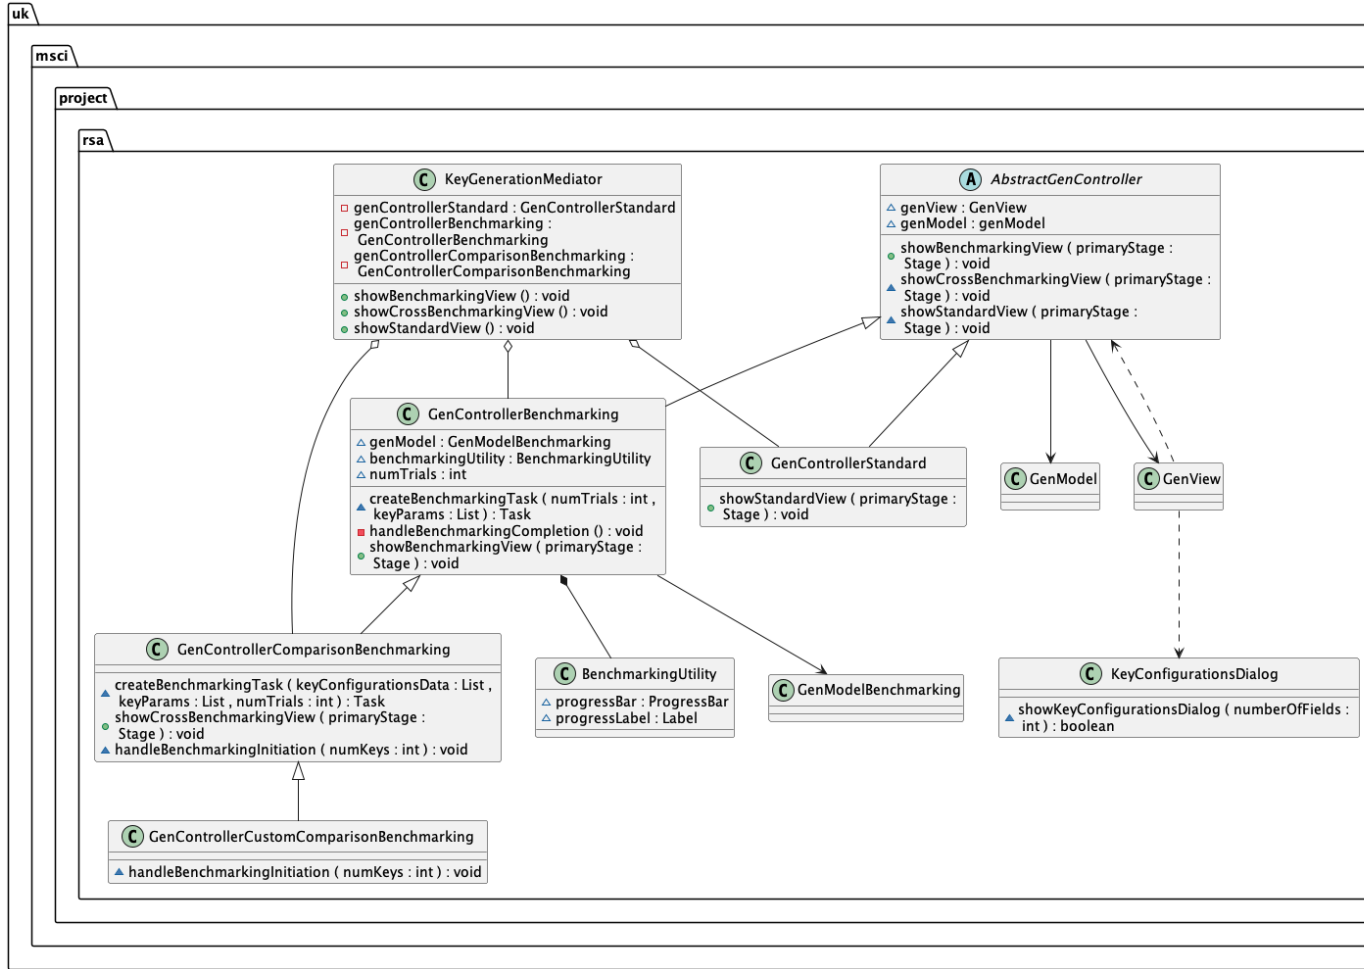 uk
msci
project
rsa
C KeyGenerationMediator
genControllerStandard : GenControllerStandard
genControllerBenchmarking :
GenControllerBenchmarking
genControllerComparisonBenchmarking :
GenControllerComparisonBenchmarking
showBenchmarkingView () : void
showCrossBenchmarkingView () : void
showStandardView () : void
A AbstractGenController
genView : GenView
genModel : genModel
showBenchmarkingView ( primaryStage :
Stage ) : void
showCrossBenchmarkingView ( primaryStage :
Stage ) : void
showStandardView ( primaryStage :
Stage ) : void
C GenControllerBenchmarking
genModel : GenModelBenchmarking
benchmarkingUtility : BenchmarkingUtility
numTrials : int
createBenchmarkingTask ( numTrials : int ,
keyParams : List ) : Task
handleBenchmarkingCompletion () : void
showBenchmarkingView ( primaryStage :
Stage ) : void
C GenControllerStandard
showStandardView ( primaryStage :
Stage ) : void
C GenModel
C GenView
C GenControllerComparisonBenchmarking
createBenchmarkingTask ( keyConfigurationsData : List ,
keyParams : List , numTrials : int ) : Task
showCrossBenchmarkingView ( primaryStage :
Stage ) : void
handleBenchmarkingInitiation ( numKeys : int ) : void
C BenchmarkingUtility
progressBar : ProgressBar
progressLabel : Label
C GenModelBenchmarking
C KeyConfigurationsDialog
showKeyConfigurationsDialog ( numberOfFields :
int ) : boolean
C GenControllerCustomComparisonBenchmarking
handleBenchmarkingInitiation ( numKeys : int ) : void